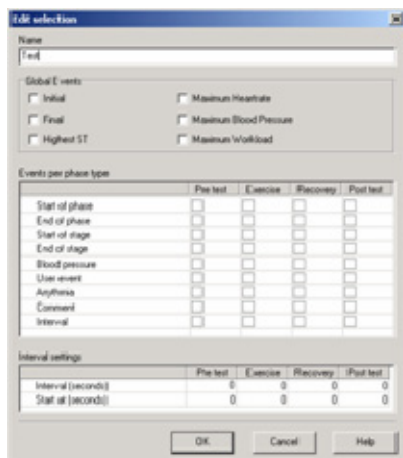 Edit selection
Name
Test
Global Events
Initial Maximum Heartrate
Final Maximum Blood Pressure
Highest ST Maximum Workload
Events per phase type
Pre test Exercise Recovery Post test
Start of phase
End of phase
Start of stage
End of stage
Blood pressure
User event
Arrythmia
Comment
Interval
Interval settings
Pre test Exercise Recovery Post test
Interval (seconds) 0 0 0 0
Start at (seconds) 0 0 0 0
OK Cancel Help